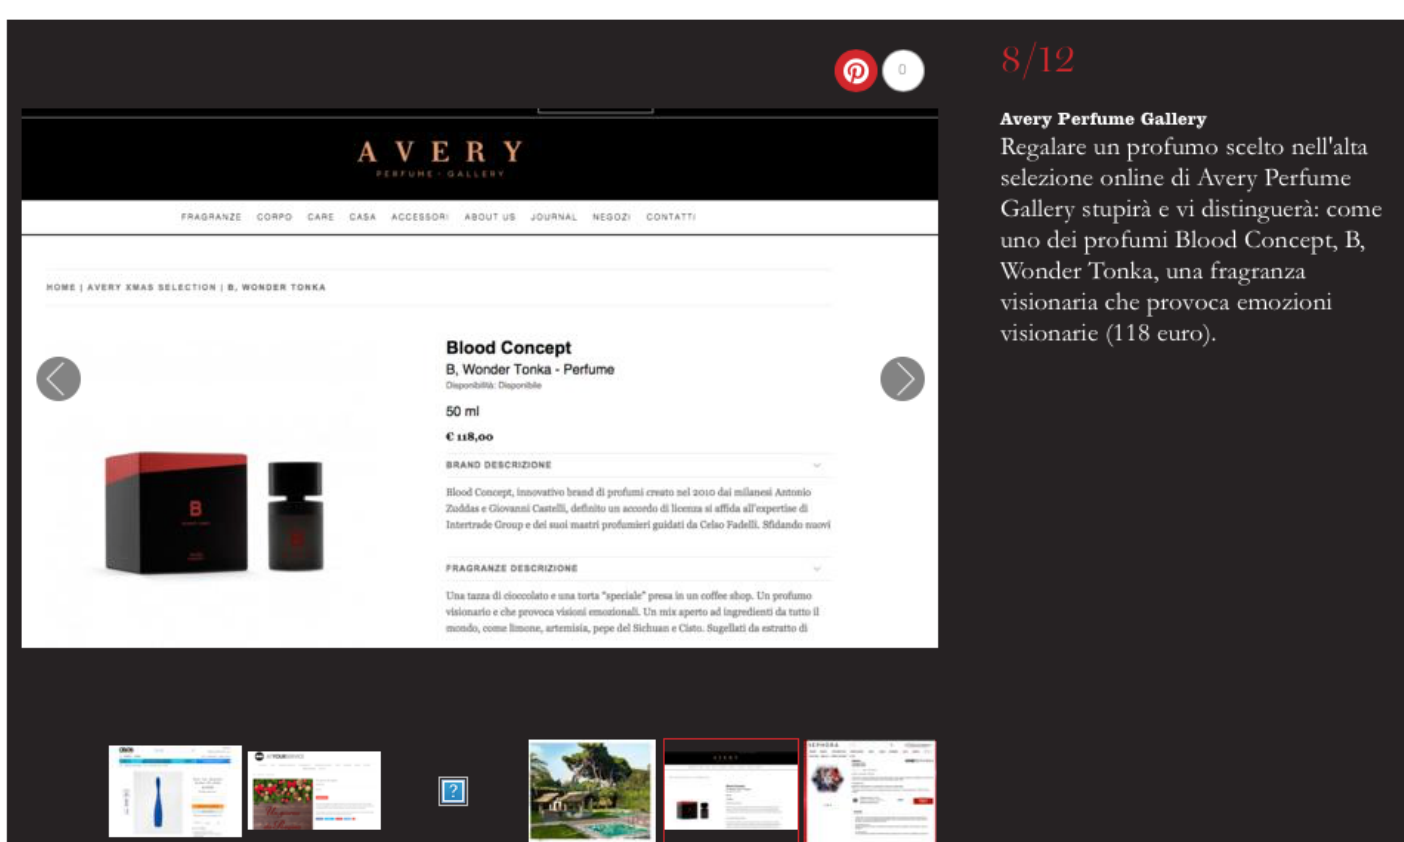 0
8/12
Avery Perfume Gallery
Regalare un profumo scelto nell'alta
selezione online di Avery Perfume
Gallery stupirà e vi distinguerà: come
uno dei profumi Blood Concept, B,
Wonder Tonka, una fragranza
visionaria che provoca emozioni
visionarie (118 euro).
AVERY
PERFUME · GALLERY
FRAGRANZE CORPO CARE CASA ACCESSORI ABOUT US JOURNAL NEGOZI CONTATTI
HOME | AVERY XMAS SELECTION | B, WONDER TONKA
Blood Concept
B, Wonder Tonka - Perfume
Disponibilità: Disponibile
50 ml
€ 118,00
BRAND DESCRIZIONE
Blood Concept, innovativo brand di profumi creato nel 2010 dai milanesi Antonio
Zuddas e Giovanni Castelli, definito un accordo di licenza si affida all'expertise di
Intertrade Group e dei suoi mastri profumieri guidati da Celso Fadelli. Sfidando nuovi
FRAGRANZE DESCRIZIONE
Una tazza di cioccolato e una torta "speciale" presa in un coffee shop. Un profumo
visionario e che provoca visioni emozionali. Un mix aperto ad ingredienti da tutto il
mondo, come limone, artemisia, pepe del Sichuan e Cisto. Sugellati da estratto di
B
B
?
AVERY
SEPHORA